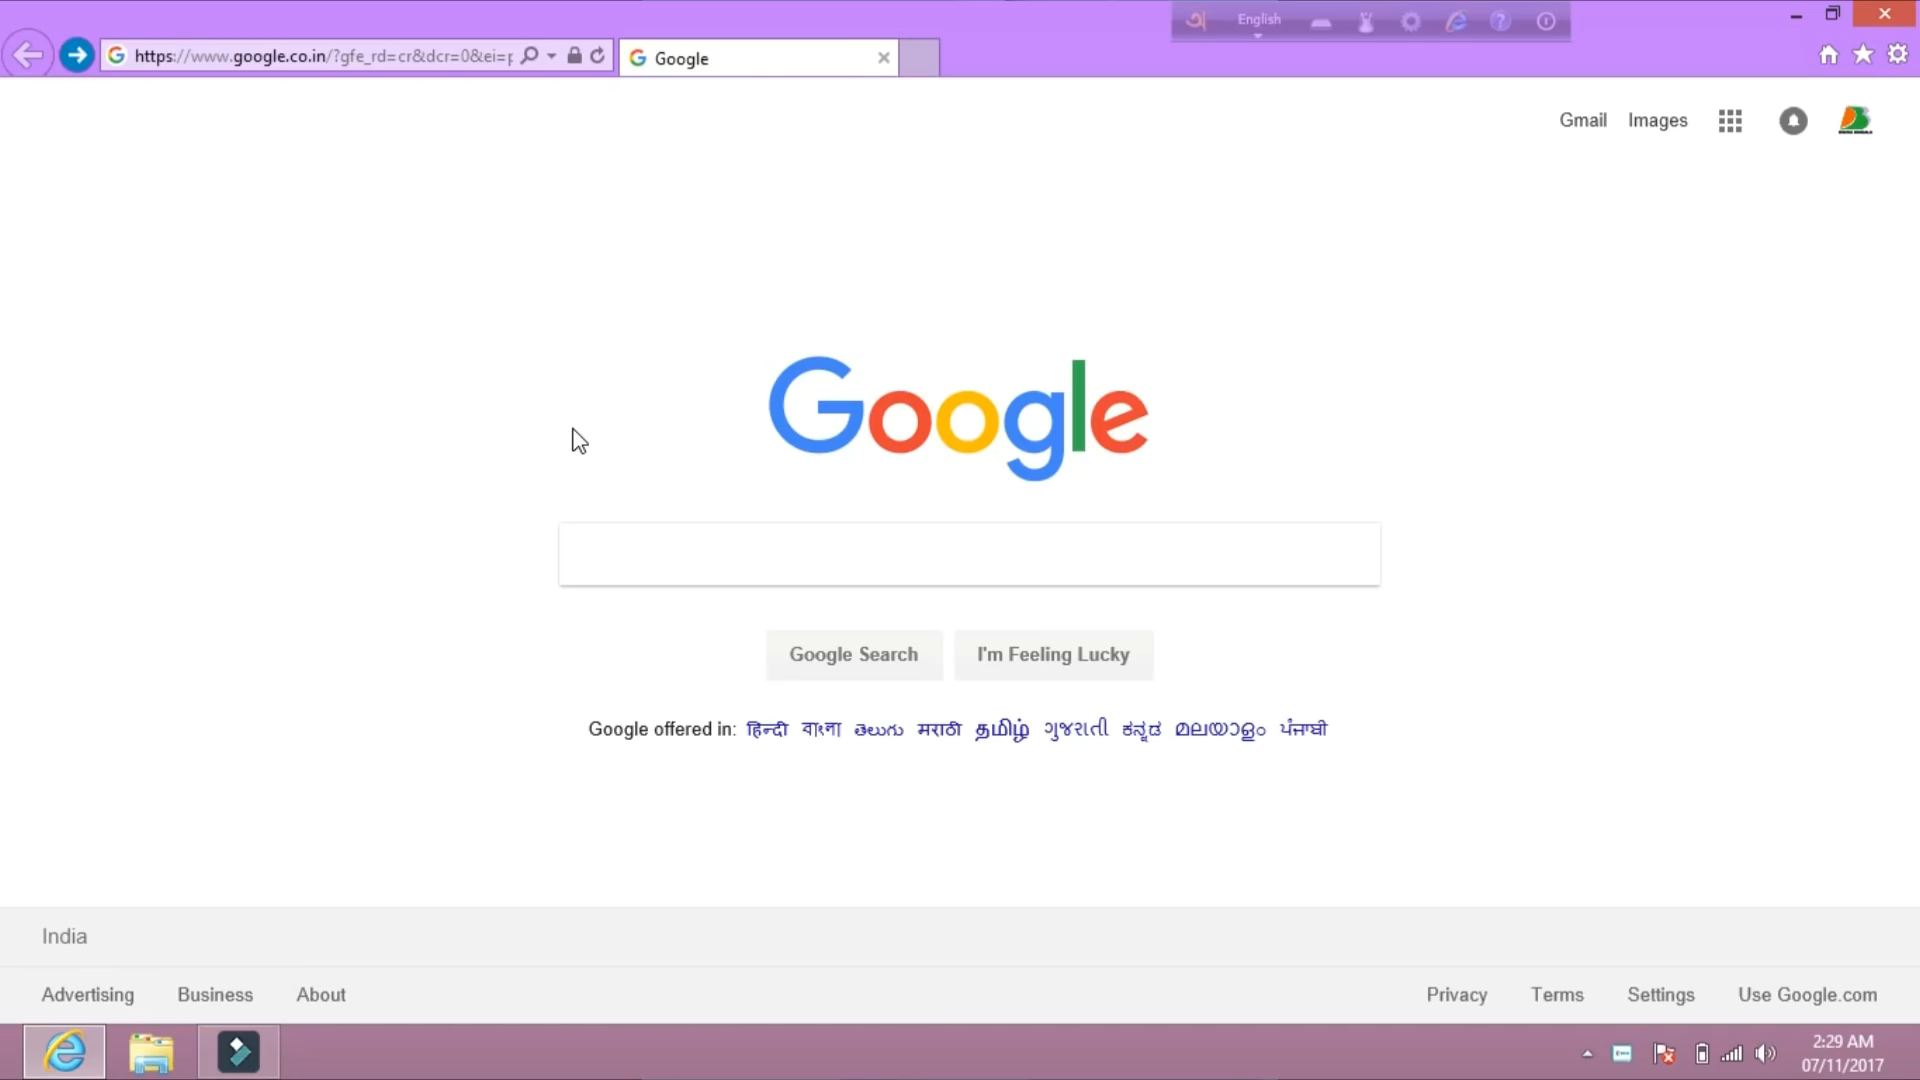 অ English
https://www.google.co.in/?gfe_rd=cr&dcr=0&ei=p
Google
Gmail Images
Google
Google Search I'm Feeling Lucky
Google offered in: हिन्दी বাংলা తెలుగు मराठी தமிழ் ગુજરાતી ಕನ್ನಡ മലയാളം ਪੰਜਾਬੀ
India
Advertising Business About Privacy Terms Settings Use Google.com
2:29 AM
07/11/2017